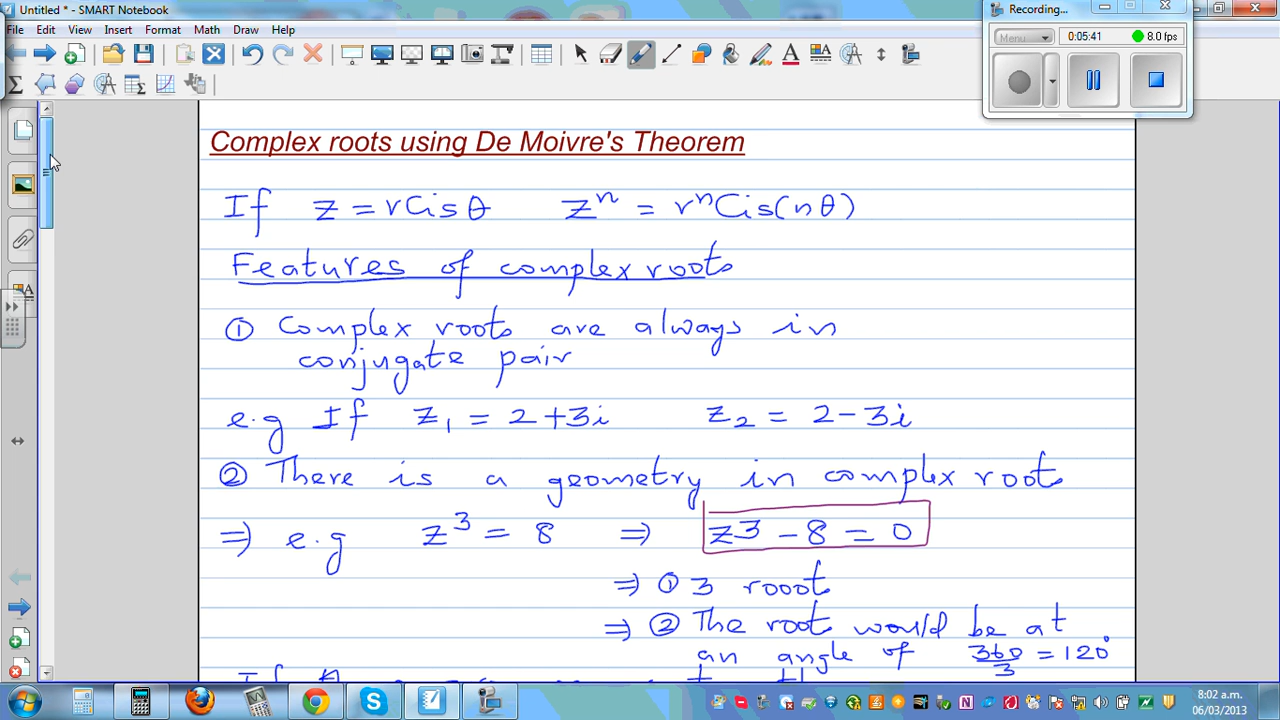 Untitled * - SMART Notebook
File Edit View Insert Format Math Draw Help
Recording...
Menu
0:05:41
8.0 fps
Complex roots using De Moivre's Theorem
If z = rCisθ zⁿ = rⁿCis(nθ)
Features of complex roots
① Complex roots are always in
conjugate pair
e.g If z₁ = 2+3i z₂ = 2-3i
② There is a geometry in complex roots
⇒ e.g z³ = 8 ⇒ z³ - 8 = 0
⇒ ① 3 rooot
⇒ ② The root would be at
an angle of 360/3 = 120°
8:02 a.m.
06/03/2013